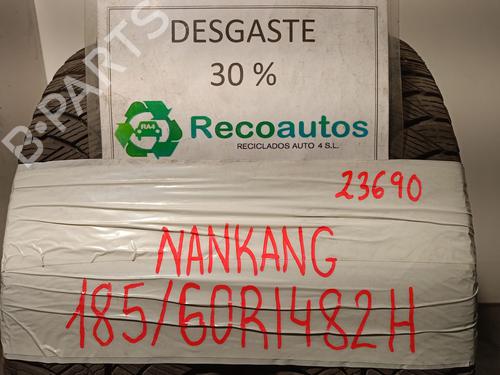 DESGASTE
30 %
RA4
Recoautos
RECICLADOS AUTO 4 S.L.
23690
NANKANG
185/60R1482H
B-PARTS